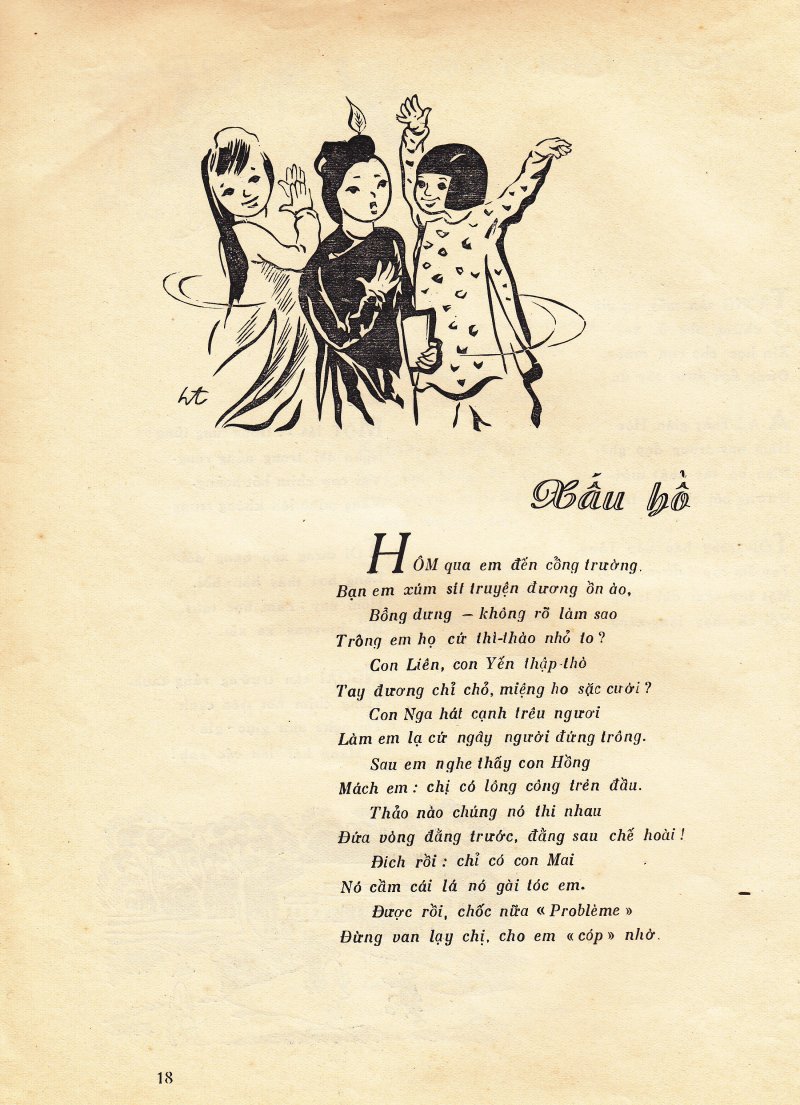 ht
Xấu hổ
HÔM qua em đến cổng trường.
Bạn em xúm sít truyện đương ồn ào,
Bồng dưng — không rõ làm sao
Trông em họ cứ thì-thào nhỏ to ?
Con Liên, con Yến thập-thò
Tay đương chỉ chỏ, miệng ho sặc cười ?
Con Nga hát cạnh trêu ngươi
Làm em lạ cứ ngây người đứng trông.
Sau em nghe thấy con Hồng
Mách em : chị có lông công trên đầu.
Thảo nào chúng nó thi nhau
Đứa vòng đằng trước, đằng sau chế hoài !
Đích rồi : chỉ có con Mai
Nó cầm cái lá nó gài tóc em.
Được rồi, chốc nữa « Problème »
Đừng van lạy chị, cho em « cóp » nhờ.
18